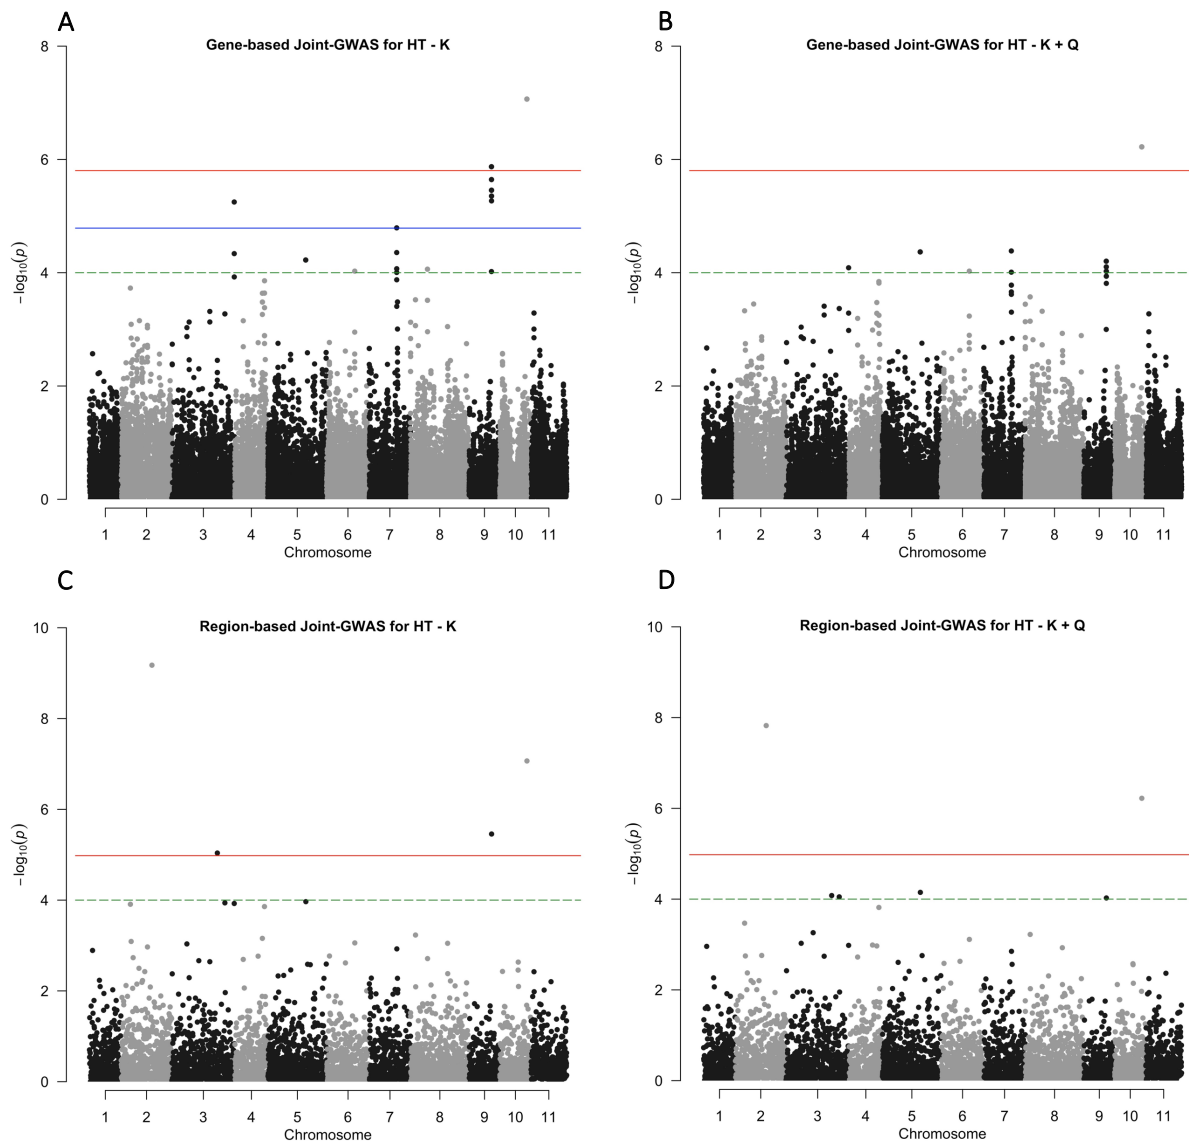 A
Gene-based Joint-GWAS for HT - K
8
6
4
2
0
−log10(p)
1 2 3 4 5 6 7 8 9 10 11
Chromosome
B
Gene-based Joint-GWAS for HT - K + Q
8
6
4
2
0
−log10(p)
1 2 3 4 5 6 7 8 9 10 11
Chromosome
C
Region-based Joint-GWAS for HT - K
10
8
6
4
2
0
−log10(p)
1 2 3 4 5 6 7 8 9 10 11
Chromosome
D
Region-based Joint-GWAS for HT - K + Q
10
8
6
4
2
0
−log10(p)
1 2 3 4 5 6 7 8 9 10 11
Chromosome